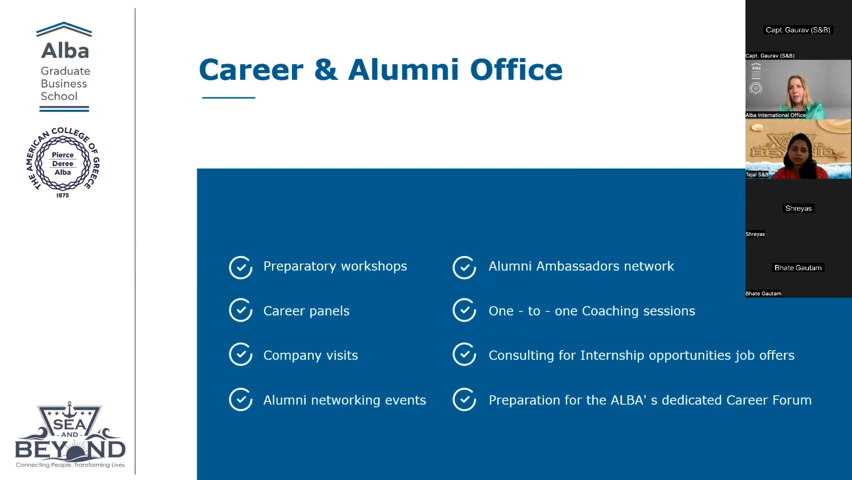 Alba
Graduate
Business
School
THE AMERICAN COLLEGE OF GREECE
Pierce
Deree
Alba
1875
Career & Alumni Office
Preparatory workshops
Career panels
Company visits
Alumni networking events
Alumni Ambassadors network
One - to - one Coaching sessions
Consulting for Internship opportunities job offers
Preparation for the ALBA' s dedicated Career Forum
SEA
AND
BEYOND
Connecting People, Transforming Lives
Capt. Gaurav (S&B)
Capt. Gaurav (S&B)
Alba International Office
BEYOND
Tejal S&B
Shreyas
Shreyas
Bhate Gautam
Bhate Gautam